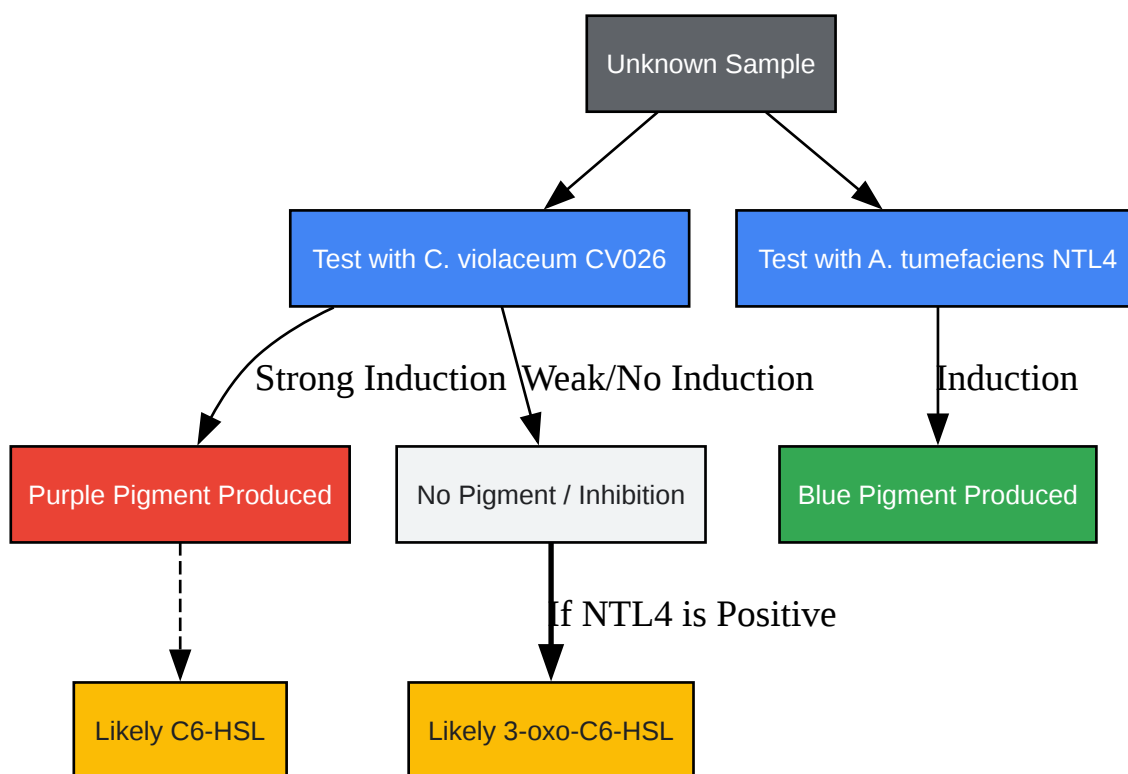 Unknown Sample
Test with C. violaceum CV026
Test with A. tumefaciens NTL4
Strong Induction
Weak/No Induction
Induction
Purple Pigment Produced
No Pigment / Inhibition
Blue Pigment Produced
If NTL4 is Positive
Likely C6-HSL
Likely 3-oxo-C6-HSL